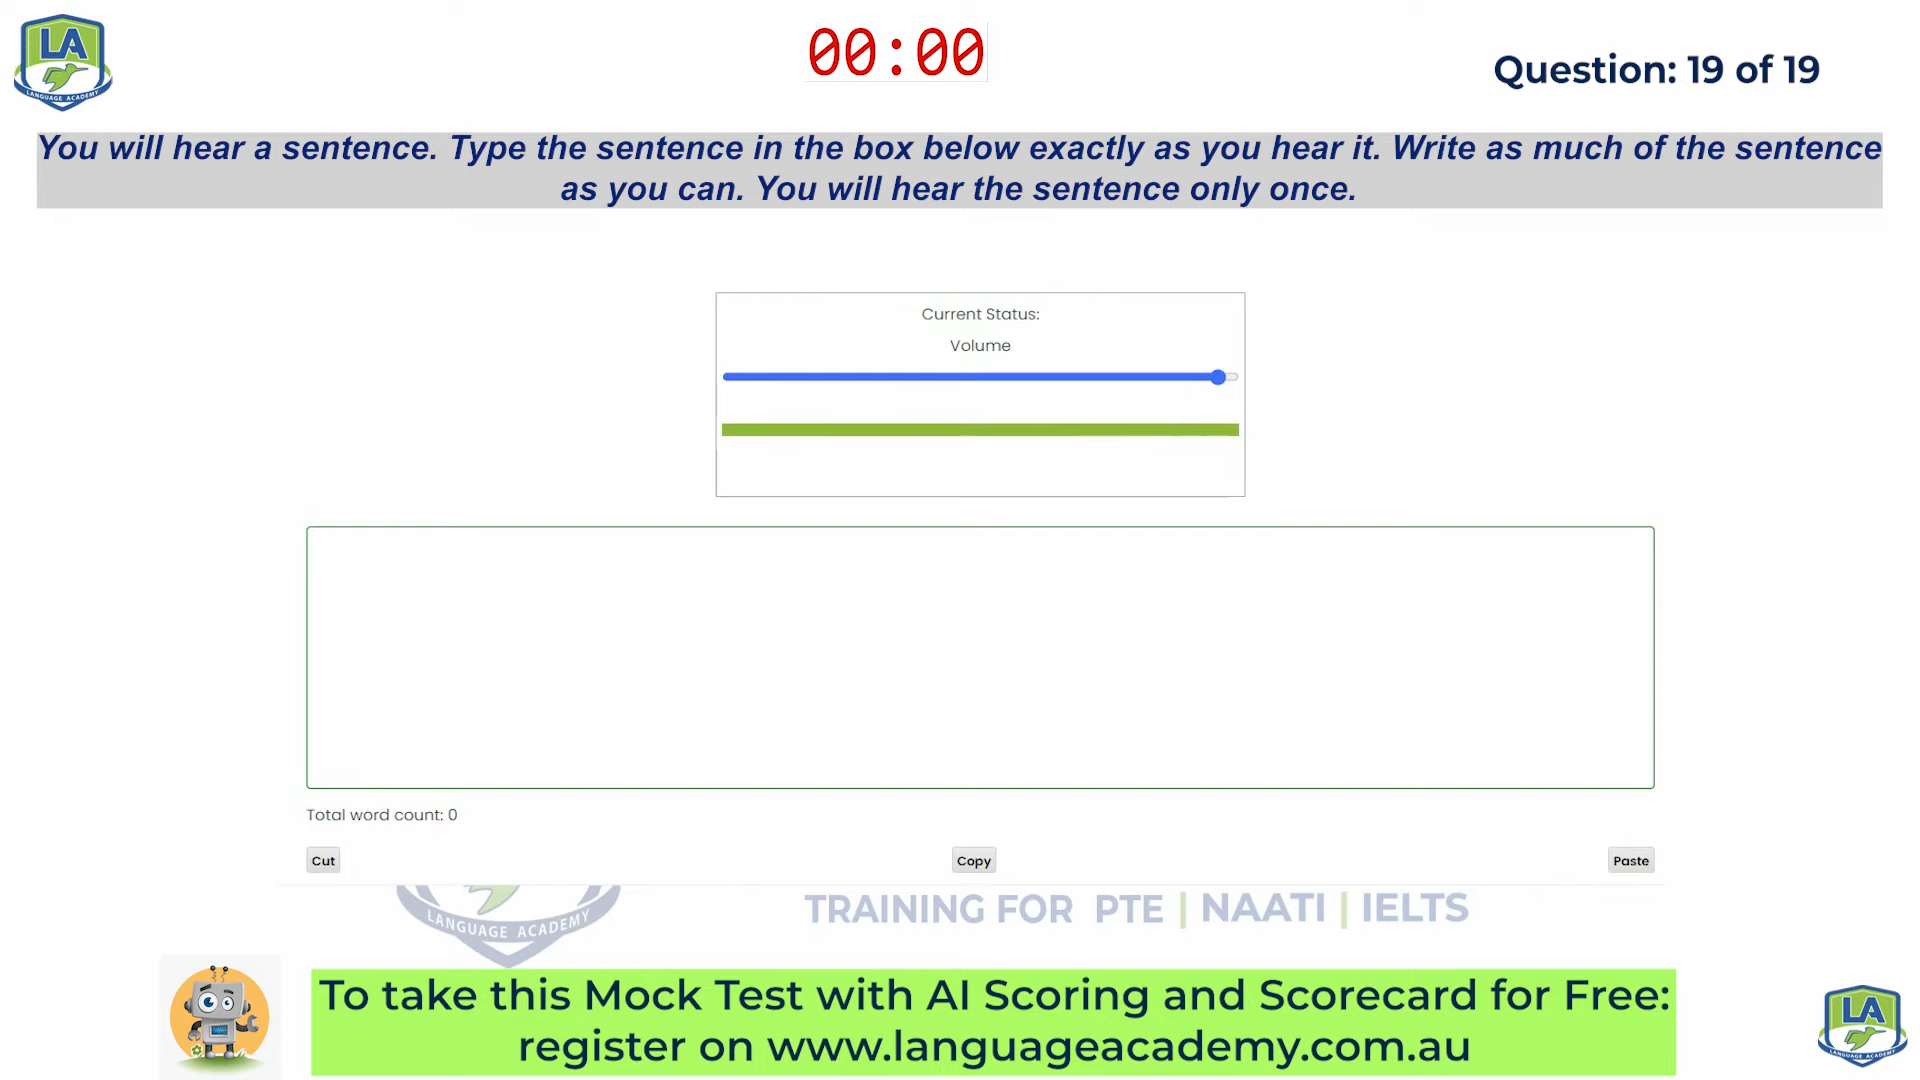 LA
LANGUAGE ACADEMY
00:00
Question: 19 of 19
You will hear a sentence. Type the sentence in the box below exactly as you hear it. Write as much of the sentence
as you can. You will hear the sentence only once.
Current Status:
Volume
Total word count: 0
Cut
Copy
Paste
LANGUAGE ACADEMY
TRAINING FOR PTE | NAATI | IELTS
To take this Mock Test with AI Scoring and Scorecard for Free:
register on www.languageacademy.com.au
LA
LANGUAGE ACADEMY